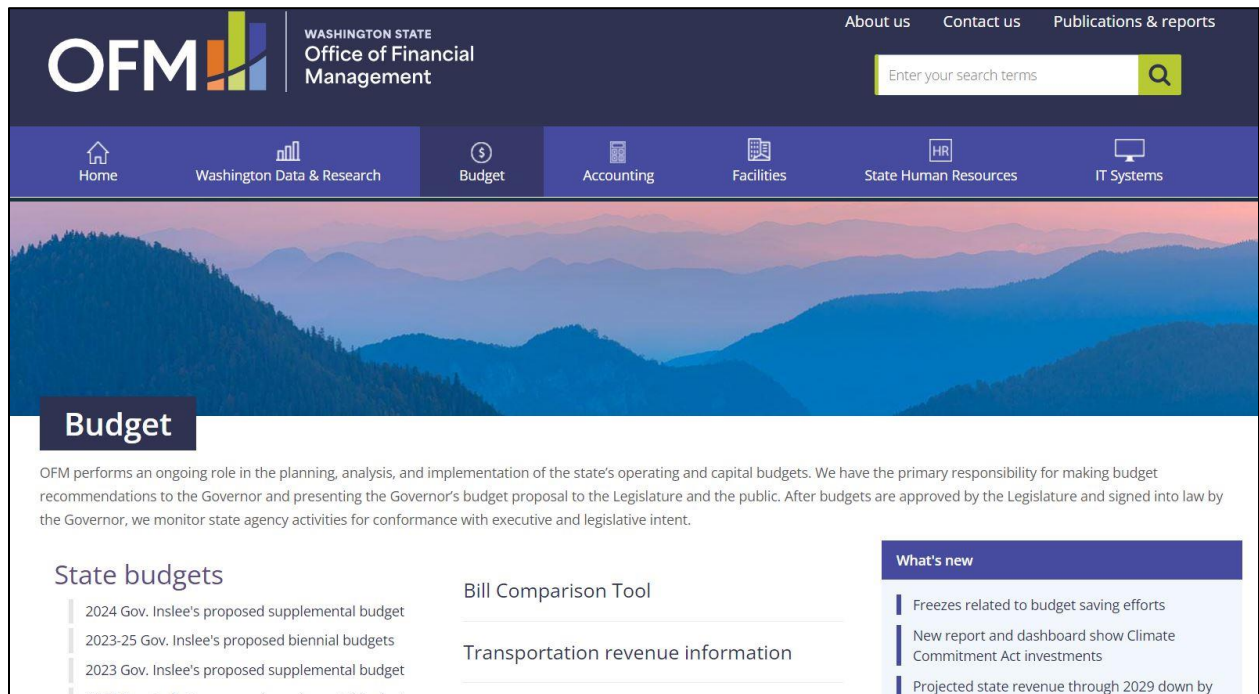 About us Contact us Publications & reports
OFM
WASHINGTON STATE
Office of Financial
Management
Enter your search terms
Home
Washington Data & Research
Budget
Accounting
Facilities
HR
State Human Resources
IT Systems
Budget
OFM performs an ongoing role in the planning, analysis, and implementation of the state's operating and capital budgets. We have the primary responsibility for making budget
recommendations to the Governor and presenting the Governor's budget proposal to the Legislature and the public. After budgets are approved by the Legislature and signed into law by
the Governor, we monitor state agency activities for conformance with executive and legislative intent.
State budgets
2024 Gov. Inslee's proposed supplemental budget
2023-25 Gov. Inslee's proposed biennial budgets
2023 Gov. Inslee's proposed supplemental budget
Bill Comparison Tool
Transportation revenue information
What's new
Freezes related to budget saving efforts
New report and dashboard show Climate
Commitment Act investments
Projected state revenue through 2029 down by